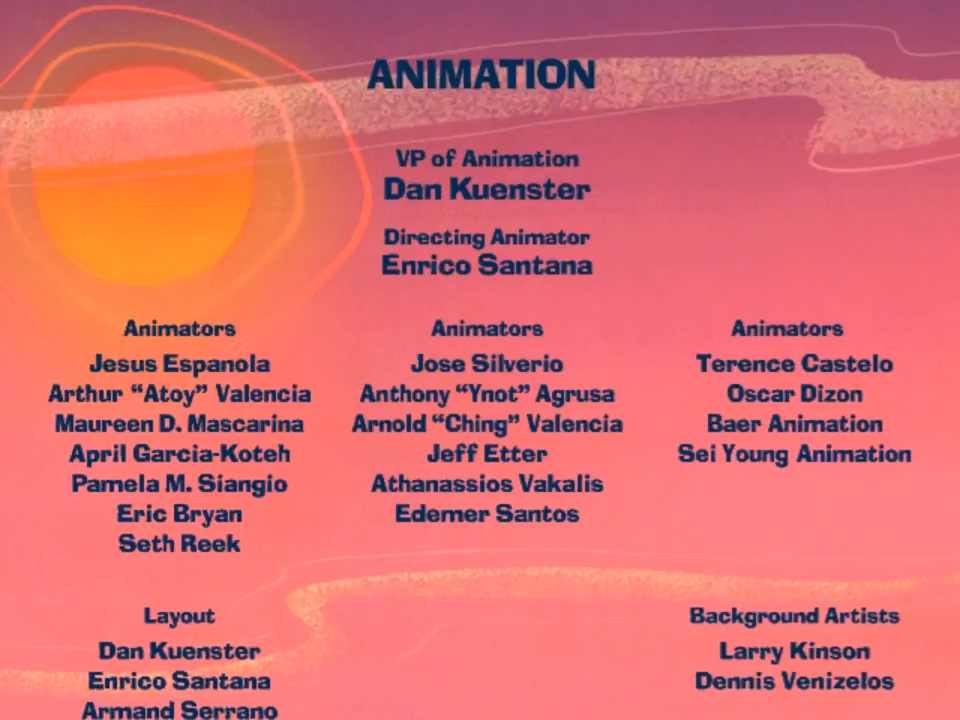 ANIMATION
VP of Animation
Dan Kuenster
Directing Animator
Enrico Santana
Animators
Jesus Espanola
Arthur “Atoy” Valencia
Maureen D. Mascarina
April Garcia-Koteh
Pamela M. Siangio
Eric Bryan
Seth Reek
Animators
Jose Silverio
Anthony “Ynot” Agrusa
Arnold “Ching” Valencia
Jeff Etter
Athanassios Vakalis
Edemer Santos
Animators
Terence Castelo
Oscar Dizon
Baer Animation
Sei Young Animation
Layout
Dan Kuenster
Enrico Santana
Armand Serrano
Background Artists
Larry Kinson
Dennis Venizelos